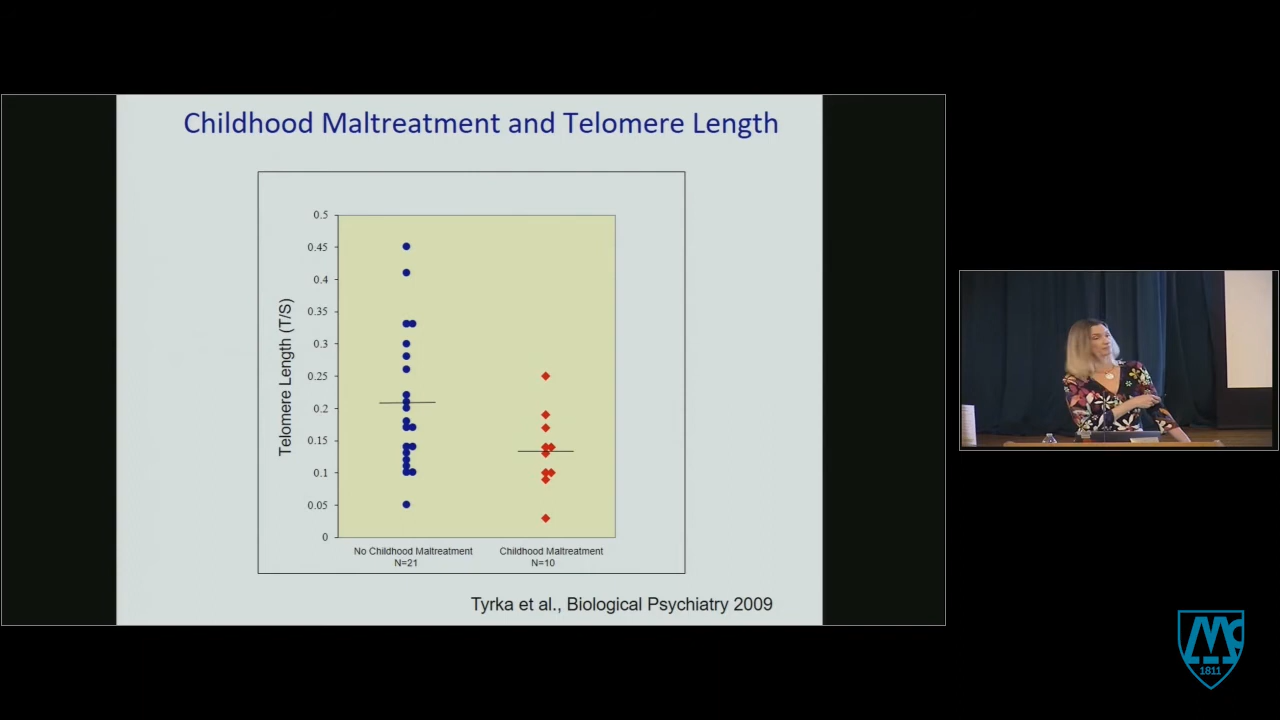 Childhood Maltreatment and Telomere Length
0.5
0.45
0.4
0.35
0.3
0.25
0.2
0.15
0.1
0.05
0
Telomere Length (T/S)
No Childhood Maltreatment
N=21
Childhood Maltreatment
N=10
Tyrka et al., Biological Psychiatry 2009
1811